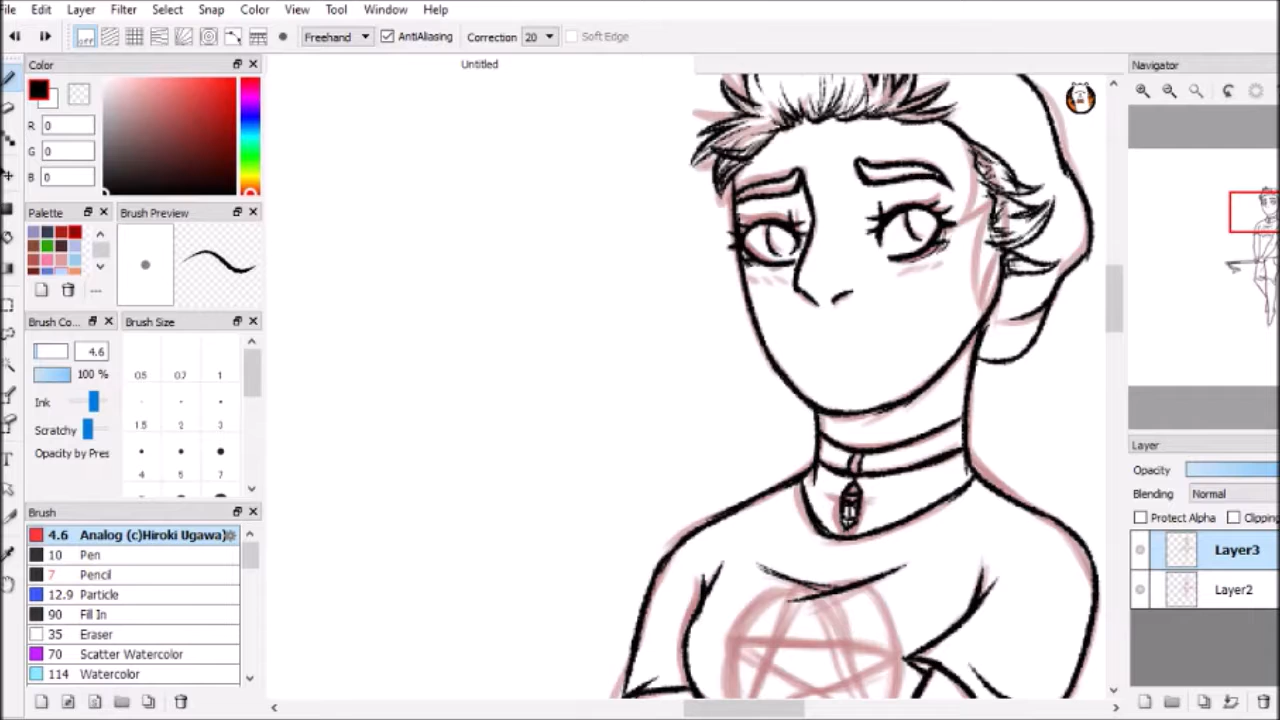 File Edit Layer Filter Select Snap Color View Tool Window Help
off Freehand AntiAliasing Correction 20 Soft Edge
Color
R 0
G 0
B 0
Palette Brush Preview
Brush Co... Brush Size
4.6
100 %
Ink
Scratchy
Opacity by Pres
0.5 0.7 1
1.5 2 3
4 5 7
Brush
4.6 Analog (c)Hiroki Ugawa)
10 Pen
7 Pencil
12.9 Particle
90 Fill In
35 Eraser
70 Scatter Watercolor
114 Watercolor
Untitled
Navigator
Layer
Opacity
Blending Normal
Protect Alpha Clippin
Layer3
Layer2